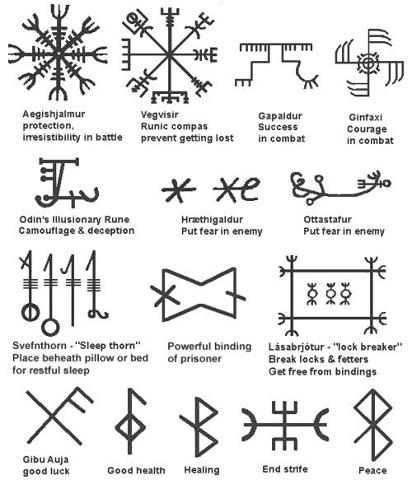 Aegishjalmur
protection,
irresistibility in battle
Vegvisir
Runic compas
prevent getting lost
Gapaldur
Success
in combat
Ginfaxi
Courage
in combat
Odin's Illusionary Rune
Camouflage & deception
Hræthigaldur
Put fear in enemy
Ottastafur
Put fear in enemy
Svefnthorn - "Sleep thorn"
Place beheath pillow or bed
for restful sleep
Powerful binding
of prisoner
Lásabrjótur - "lock breaker"
Break locks & fetters
Get free from bindings
Gibu Auja
good luck
Good health
Healing
End strife
Peace